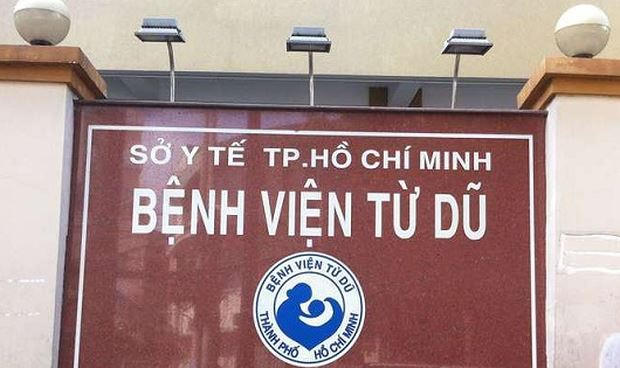 SỞ Y TẾ TP.HỒ CHÍ MINH
BỆNH VIỆN TỪ DŨ
BỆNH VIỆN TỪ DŨ
THÀNH PHỐ HỒ CHÍ MINH